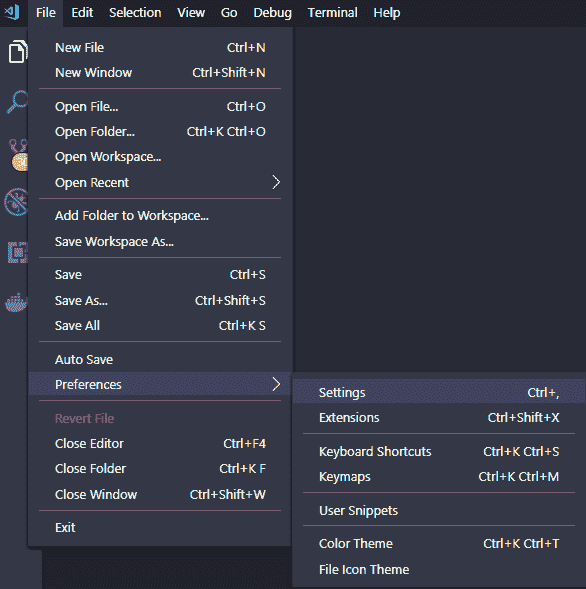 File Edit Selection View Go Debug Terminal Help
New File Ctrl+N
New Window Ctrl+Shift+N
Open File... Ctrl+O
Open Folder... Ctrl+K Ctrl+O
Open Workspace...
Open Recent
Add Folder to Workspace...
Save Workspace As...
Save Ctrl+S
Save As... Ctrl+Shift+S
Save All Ctrl+K S
Auto Save
Preferences
Revert File
Close Editor Ctrl+F4
Close Folder Ctrl+K F
Close Window Ctrl+Shift+W
Exit
Settings Ctrl+,
Extensions Ctrl+Shift+X
Keyboard Shortcuts Ctrl+K Ctrl+S
Keymaps Ctrl+K Ctrl+M
User Snippets
Color Theme Ctrl+K Ctrl+T
File Icon Theme